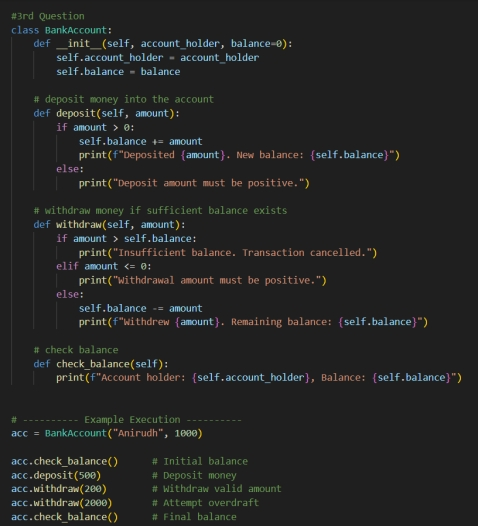 #3rd Question
class BankAccount:
    def __init__(self, account_holder, balance=0):
        self.account_holder = account_holder
        self.balance = balance

    # deposit money into the account
    def deposit(self, amount):
        if amount > 0:
            self.balance += amount
            print(f"Deposited {amount}. New balance: {self.balance}")
        else:
            print("Deposit amount must be positive.")

    # withdraw money if sufficient balance exists
    def withdraw(self, amount):
        if amount > self.balance:
            print("Insufficient balance. Transaction cancelled.")
        elif amount <= 0:
            print("Withdrawal amount must be positive.")
        else:
            self.balance -= amount
            print(f"Withdrew {amount}. Remaining balance: {self.balance}")

    # check balance
    def check_balance(self):
        print(f"Account holder: {self.account_holder}, Balance: {self.balance}")

# ---------- Example Execution ----------
acc = BankAccount("Anirudh", 1000)

acc.check_balance()      # Initial balance
acc.deposit(500)         # Deposit money
acc.withdraw(200)        # Withdraw valid amount
acc.withdraw(2000)       # Attempt overdraft
acc.check_balance()      # Final balance